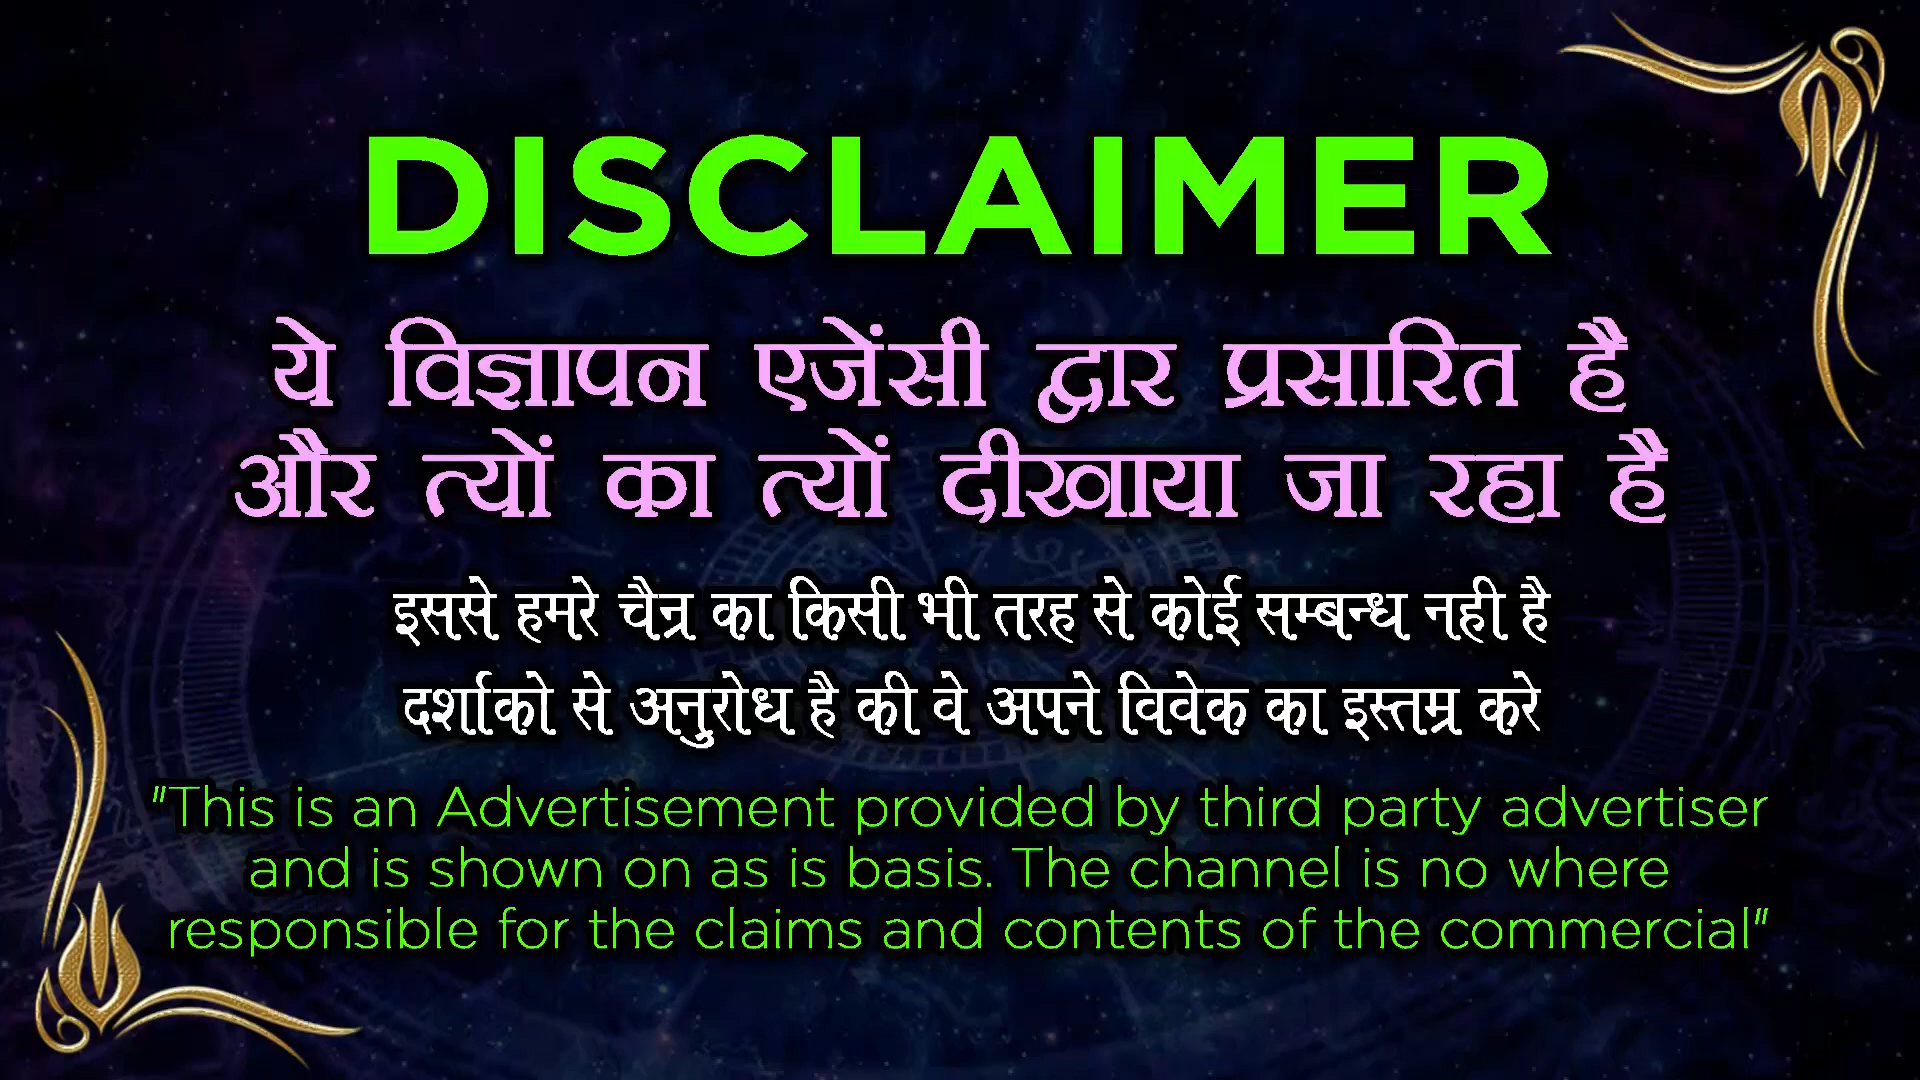 DISCLAIMER
ये विज्ञापन एजेंसी द्वार प्रसारित है
और त्यों का त्यों दीखाया जा रहा है
इससे हमरे चैन्र का किसी भी तरह से कोई सम्बन्ध नही है
दर्शाको से अनुरोध है की वे अपने विवेक का इस्तम्र करे
"This is an Advertisement provided by third party advertiser
and is shown on as is basis. The channel is no where
responsible for the claims and contents of the commercial"